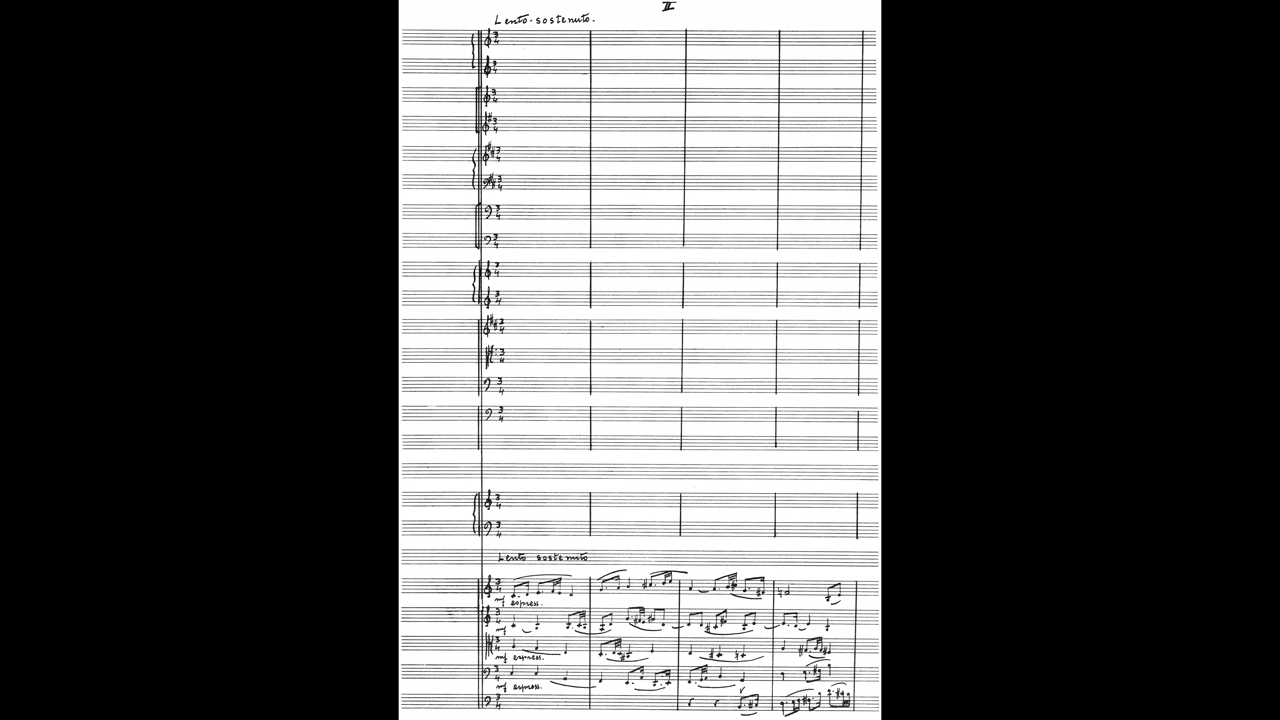 II
Lento sostenuto.
Lento sostenuto
mf espress.
mf
mf espress.
mf espress.